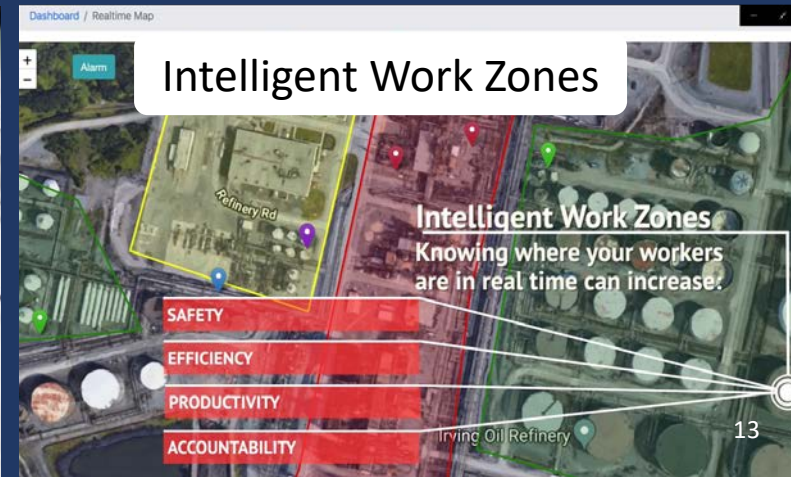 Dashboard / Realtime Map
+
Alarm
-
Intelligent Work Zones
Refinery Rd
Intelligent Work Zones
Knowing where your workers
are in real time can increase:
SAFETY
EFFICIENCY
PRODUCTIVITY
ACCOUNTABILITY
Irving Oil Refinery
13